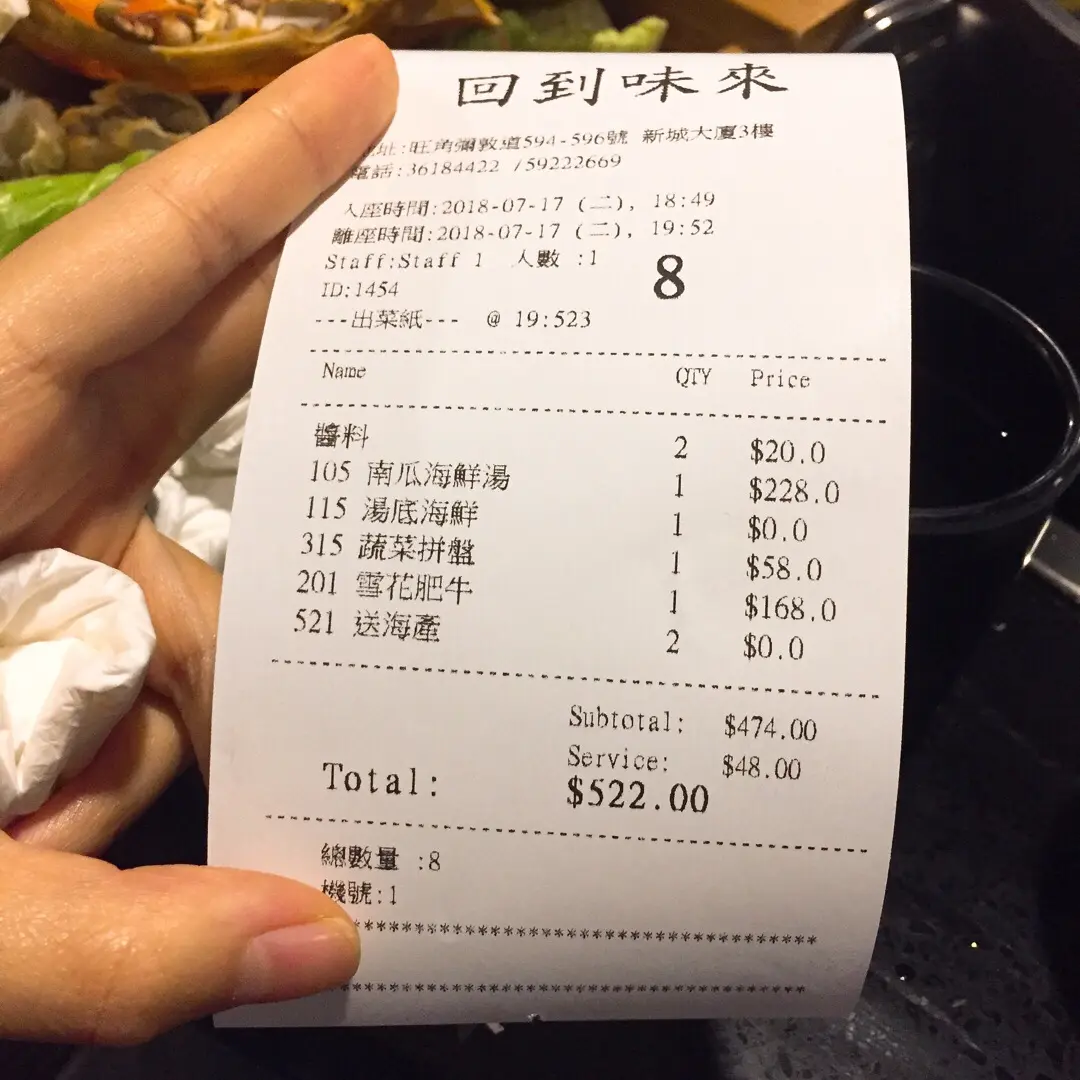 回到味來
地址:旺角彌敦道594-596號 新城大廈3樓
電話:36184422 /59222669
入座時間:2018-07-17 (二), 18:49
離座時間:2018-07-17 (二), 19:52
Staff:Staff 1 人數 :1
8
ID:1454
---出菜紙--- @ 19:523
Name QTY Price
醬料 2 $20.0
105 南瓜海鮮湯 1 $228.0
115 湯底海鮮 1 $0.0
315 蔬菜拼盤 1 $58.0
201 雪花肥牛 1 $168.0
521 送海產 2 $0.0
Subtotal: $474.00
Service: $48.00
Total: $522.00
總數量 :8
機號:1